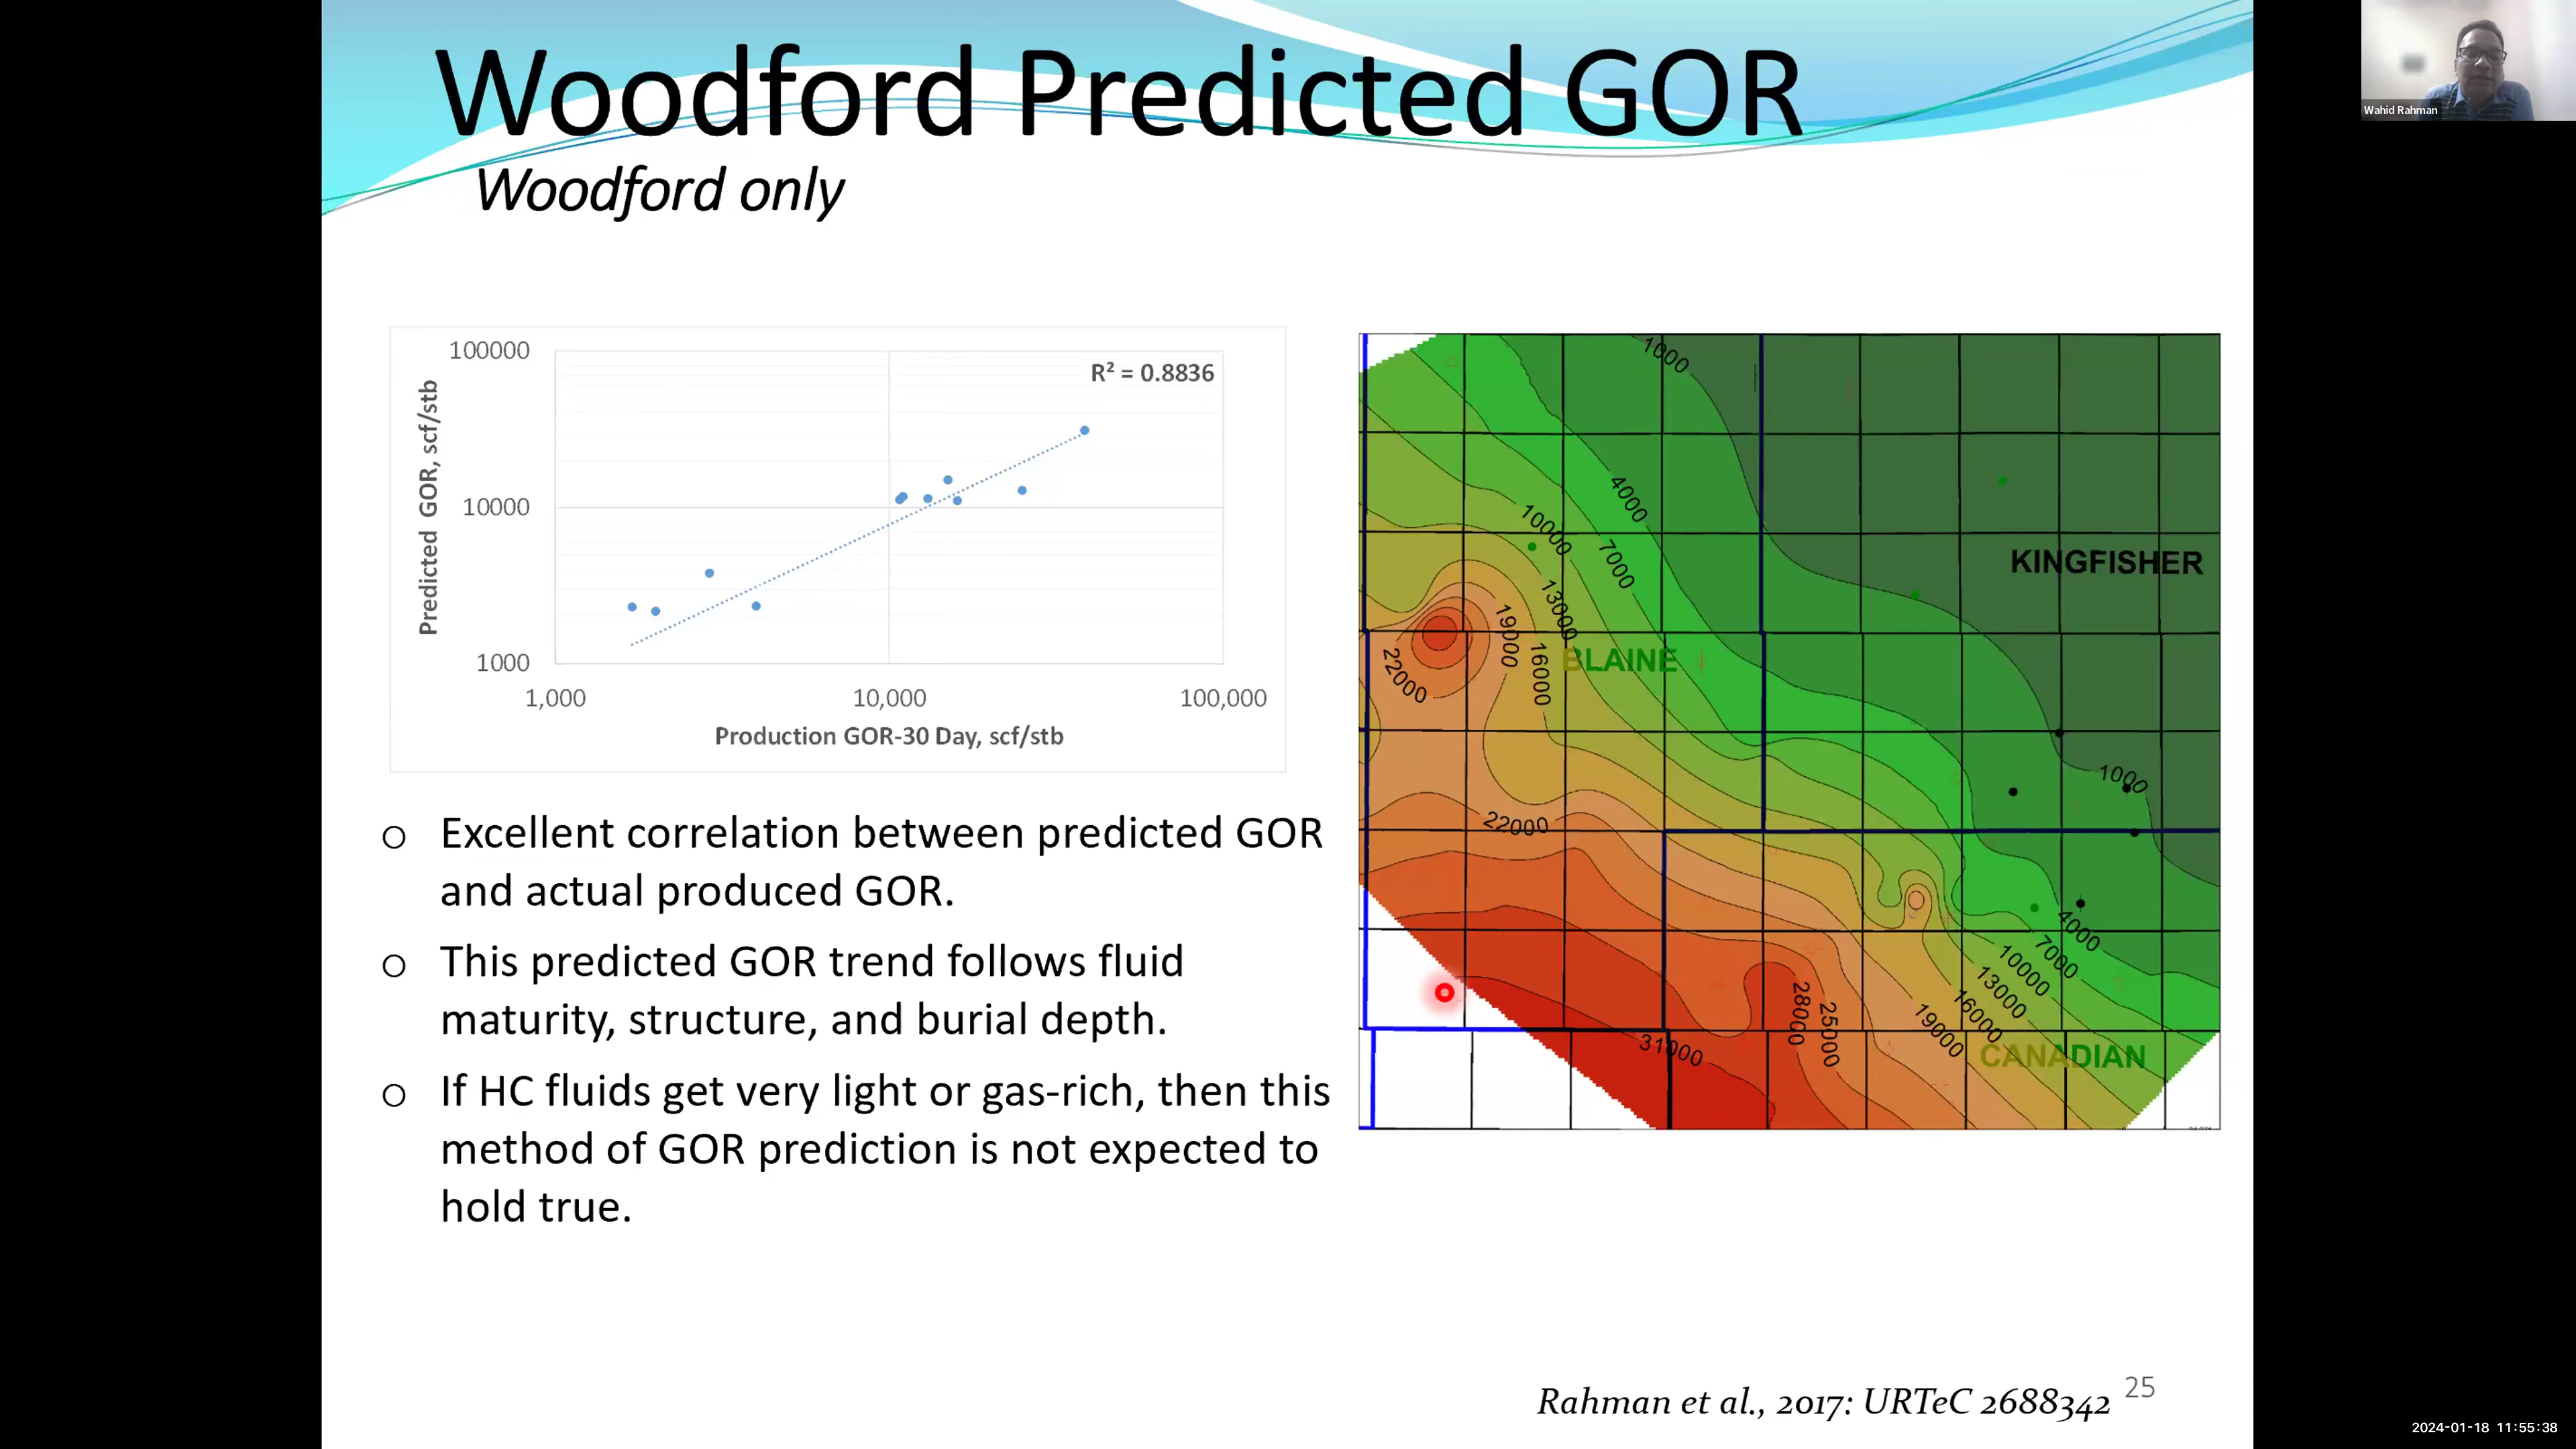 Woodford Predicted GOR
Woodford only
Wahid Rahman
100000
10000
1000
Predicted GOR, scf/stb
R² = 0.8836
1,000
10,000
100,000
Production GOR-30 Day, scf/stb
Excellent correlation between predicted GOR
and actual produced GOR.
This predicted GOR trend follows fluid
maturity, structure, and burial depth.
If HC fluids get very light or gas-rich, then this
method of GOR prediction is not expected to
hold true.
1000
4000
10000
7000
13000
KINGFISHER
19000
16000
BLAINE
22000
1000
22000
4000
7000
10000
13000
16000
19000
28000
25000
31000
CANADIAN
Rahman et al., 2017: URTeC 2688342
25
2024-01-18 11:55:38